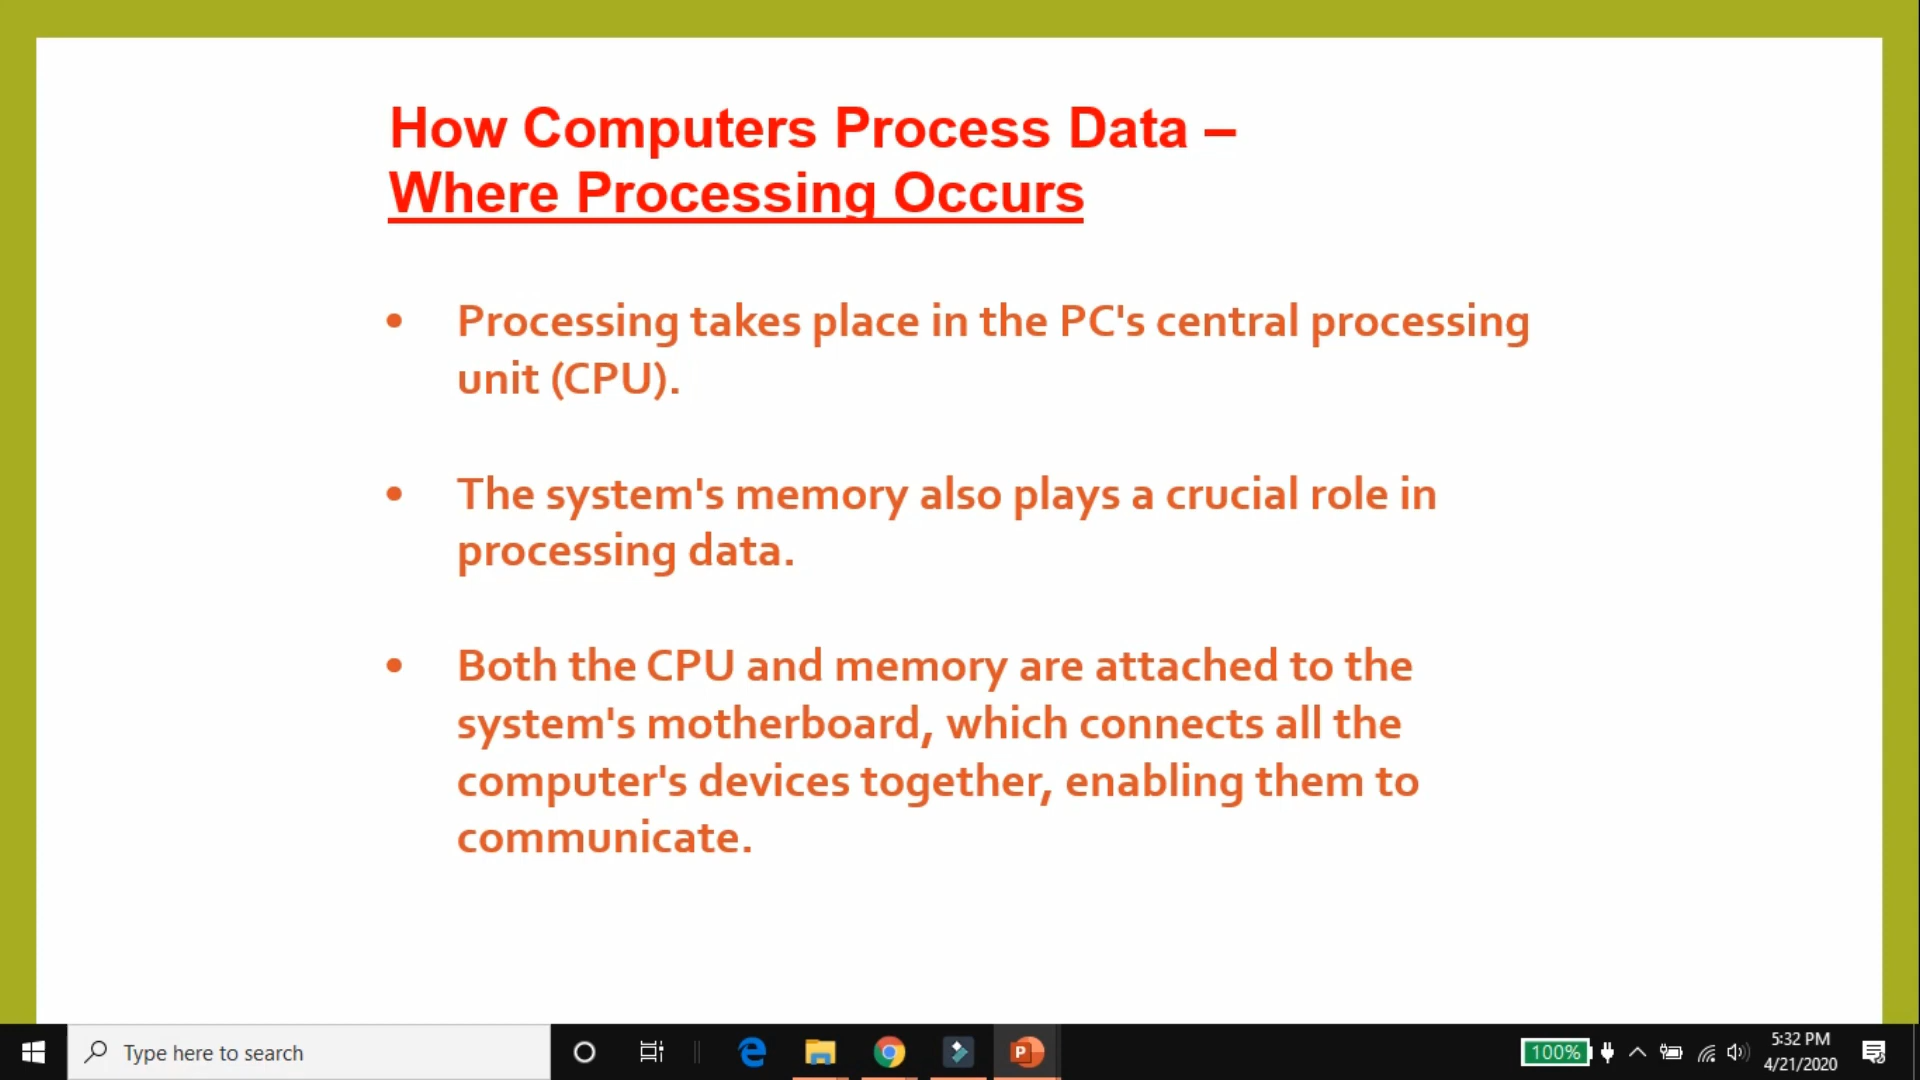 How Computers Process Data –
Where Processing Occurs
• Processing takes place in the PC's central processing
unit (CPU).
• The system's memory also plays a crucial role in
processing data.
• Both the CPU and memory are attached to the
system's motherboard, which connects all the
computer's devices together, enabling them to
communicate.
Type here to search
100%
5:32 PM
4/21/2020